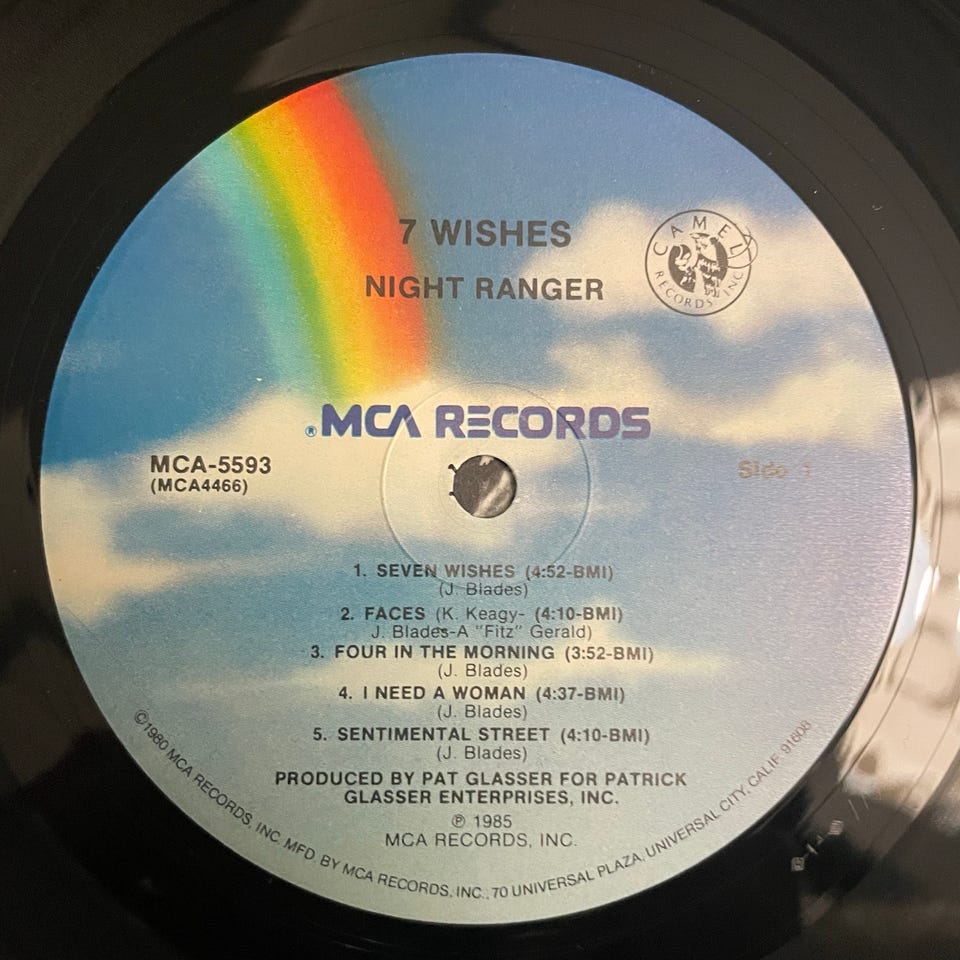 7 WISHES
NIGHT RANGER
CAMEL RECORDS, INC.
® MCA RECORDS
MCA-5593
(MCA4466)
Side 1
1. SEVEN WISHES (4:52-BMI)
(J. Blades)
2. FACES (K. Keagy- (4:10-BMI)
J. Blades-A "Fitz" Gerald)
3. FOUR IN THE MORNING (3:52-BMI)
(J. Blades)
4. I NEED A WOMAN (4:37-BMI)
(J. Blades)
5. SENTIMENTAL STREET (4:10-BMI)
(J. Blades)
PRODUCED BY PAT GLASSER FOR PATRICK
GLASSER ENTERPRISES, INC.
℗ 1985
MCA RECORDS, INC.
©1980 MCA RECORDS, INC. MFD. BY MCA RECORDS, INC., 70 UNIVERSAL PLAZA, UNIVERSAL CITY, CALIF. 91608